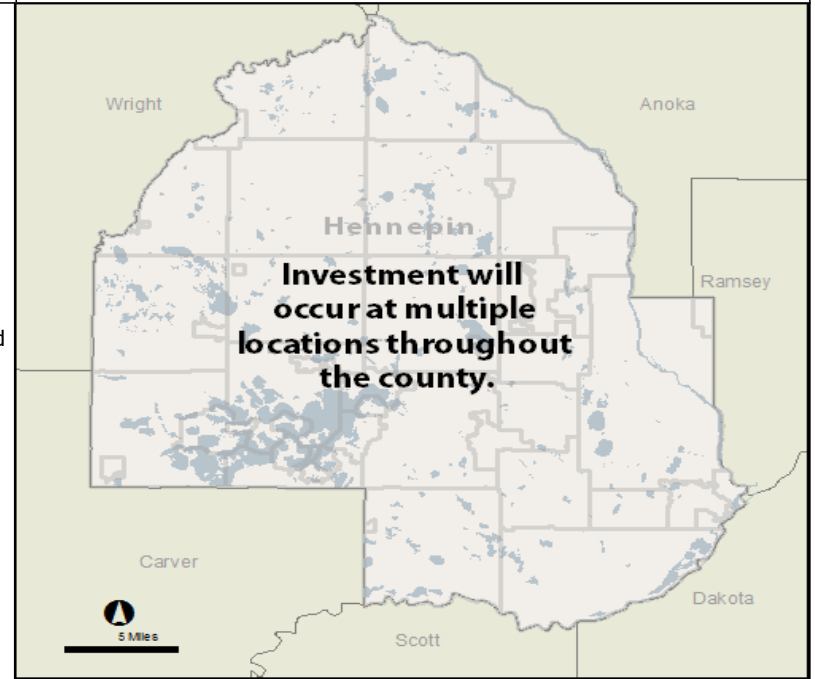 Wright
Anoka
Hennepin
Investment will
occur at multiple
locations throughout
the county.
Ramsey
Carver
Dakota
Scott
5 Miles